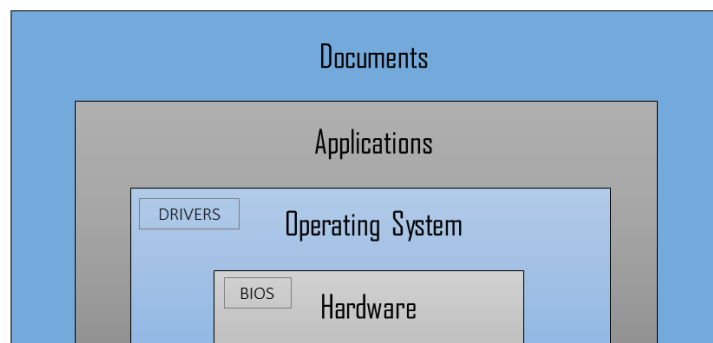 Documents
Applications
DRIVERS
Operating System
BIOS
Hardware